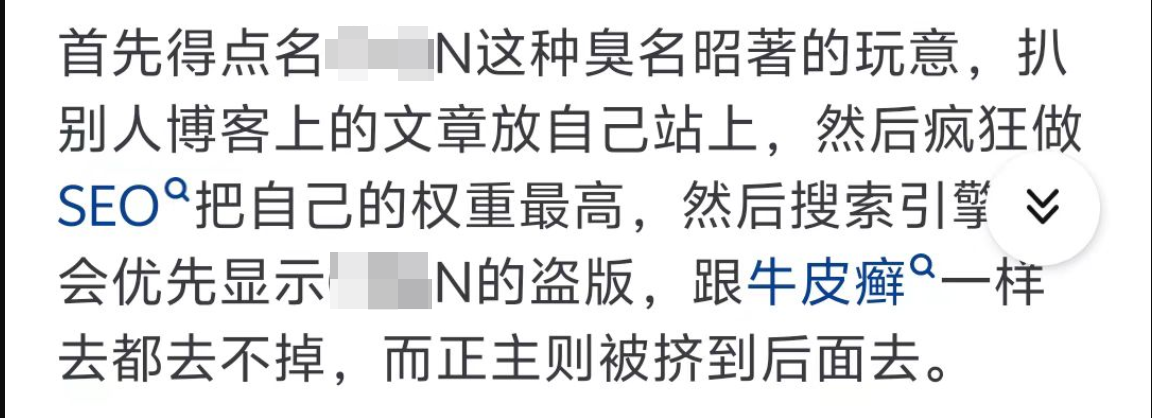 首先得点名N这种臭名昭著的玩意，扒
别人博客上的文章放自己站上，然后疯狂做
SEO把自己的权重最高，然后搜索引擎
会优先显示N的盗版，跟牛皮癣一样
去都去不掉，而正主则被挤到后面去。